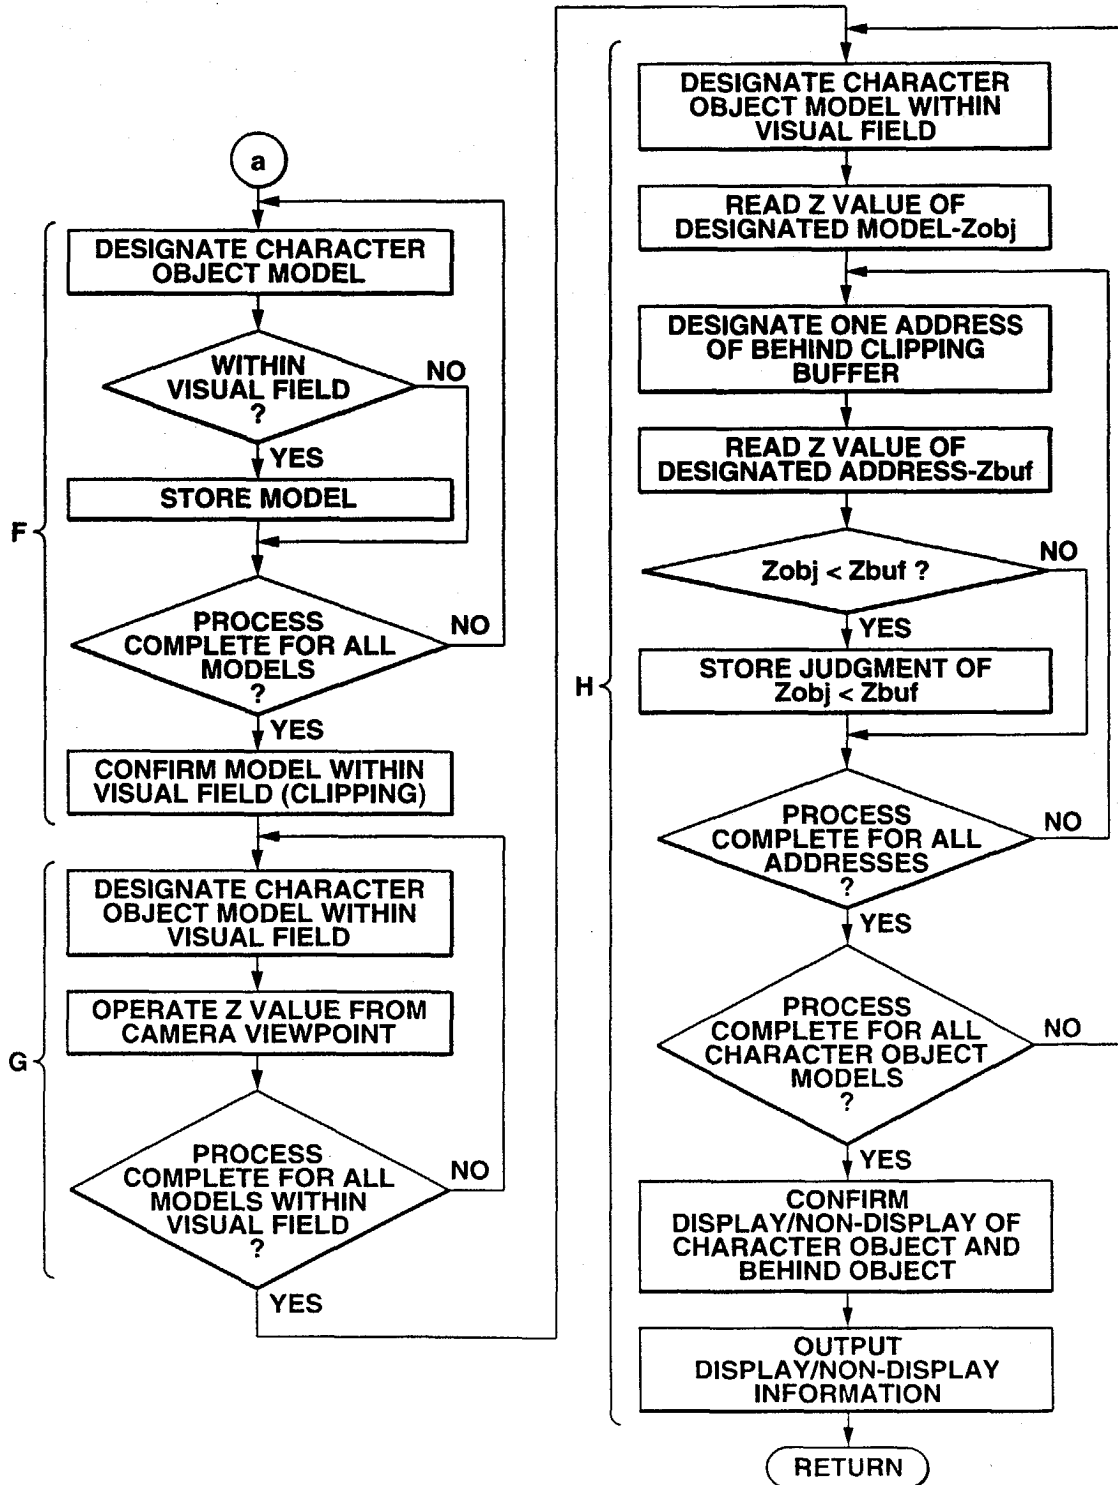 a
DESIGNATE CHARACTER
OBJECT MODEL
WITHIN
VISUAL FIELD
?
NO
YES
STORE MODEL
F
PROCESS
COMPLETE FOR ALL
MODELS
?
NO
YES
CONFIRM MODEL WITHIN
VISUAL FIELD (CLIPPING)
DESIGNATE CHARACTER
OBJECT MODEL WITHIN
VISUAL FIELD
OPERATE Z VALUE FROM
CAMERA VIEWPOINT
G
PROCESS
COMPLETE FOR ALL
MODELS WITHIN
VISUAL FIELD
?
NO
YES
DESIGNATE CHARACTER
OBJECT MODEL WITHIN
VISUAL FIELD
READ Z VALUE OF
DESIGNATED MODEL-Zobj
DESIGNATE ONE ADDRESS
OF BEHIND CLIPPING
BUFFER
READ Z VALUE OF
DESIGNATED ADDRESS-Zbuf
Zobj < Zbuf ?
NO
YES
STORE JUDGMENT OF
Zobj < Zbuf
H
PROCESS
COMPLETE FOR ALL
ADDRESSES
?
NO
YES
PROCESS
COMPLETE FOR ALL
CHARACTER OBJECT
MODELS
?
NO
YES
CONFIRM
DISPLAY/NON-DISPLAY OF
CHARACTER OBJECT AND
BEHIND OBJECT
OUTPUT
DISPLAY/NON-DISPLAY
INFORMATION
RETURN